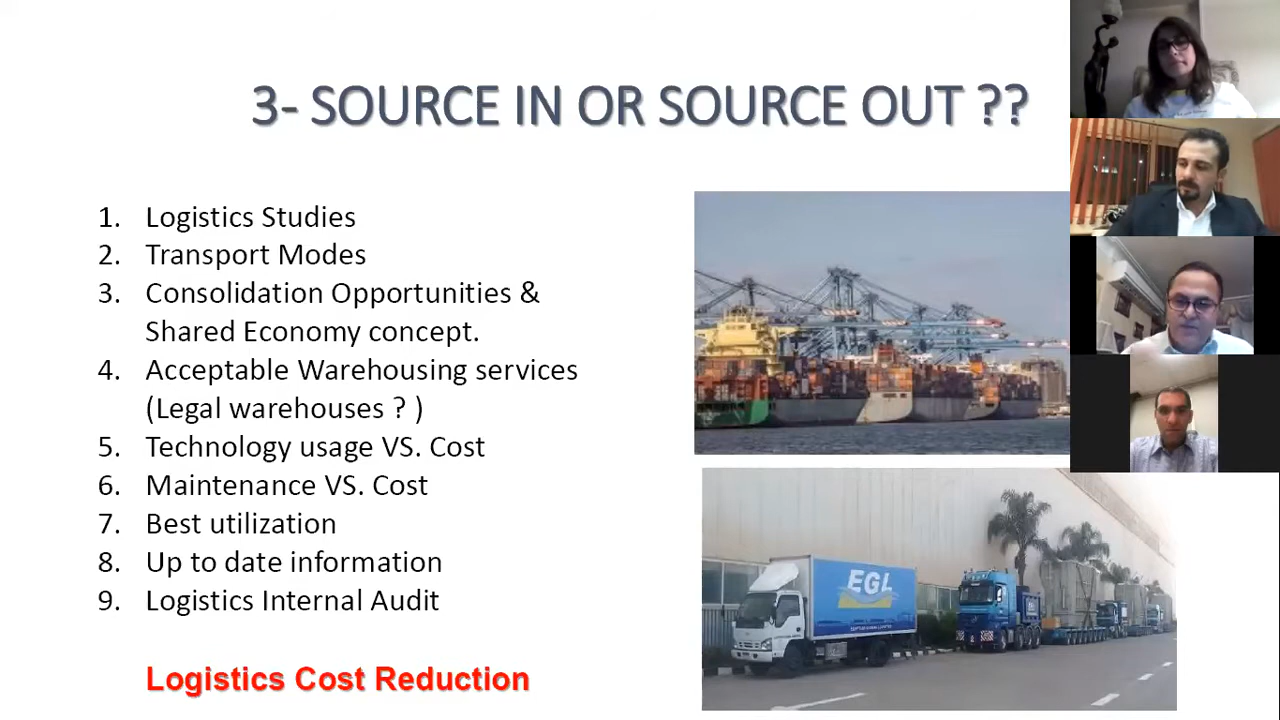 3- SOURCE IN OR SOURCE OUT ??
1. Logistics Studies
2. Transport Modes
3. Consolidation Opportunities &
Shared Economy concept.
4. Acceptable Warehousing services
(Legal warehouses ? )
5. Technology usage VS. Cost
6. Maintenance VS. Cost
7. Best utilization
8. Up to date information
9. Logistics Internal Audit
Logistics Cost Reduction
EGL